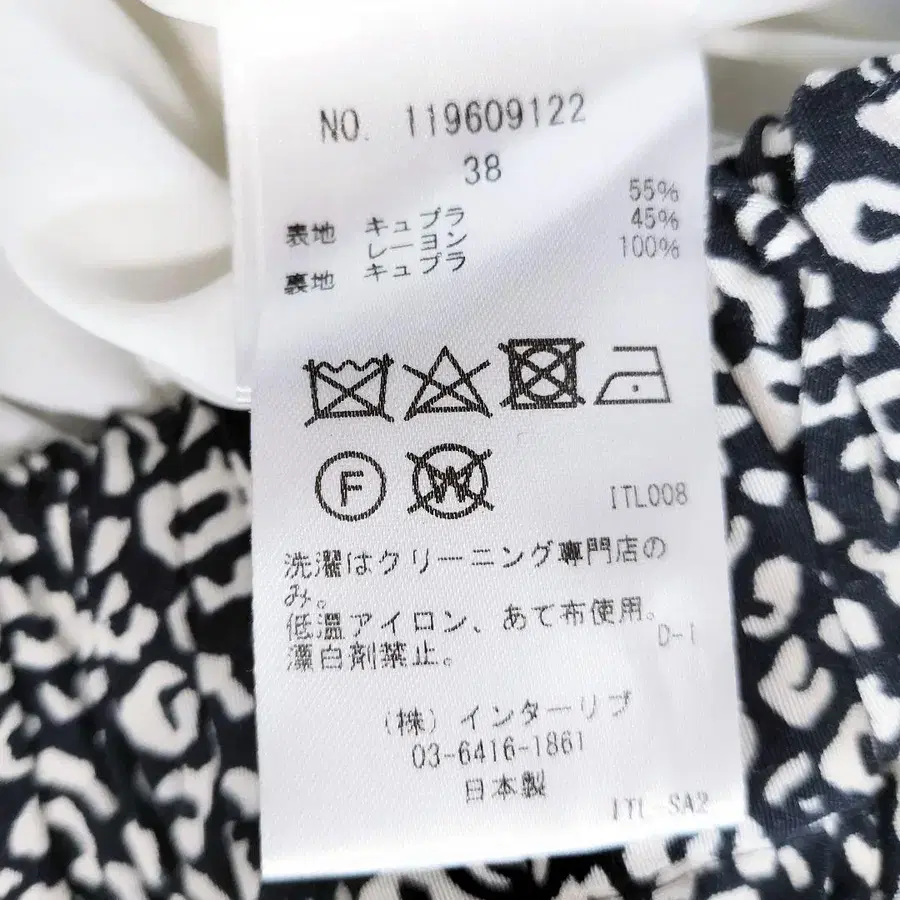 NO. 119609122
38
表地 キュプラ 55%
レーヨン 45%
裏地 キュプラ 100%
F
W
ITL008
洗濯はクリーニング専門店の
み。
低温アイロン、あて布使用。
漂白剤禁止。
D-1
(株)インターリブ
03-6416-1861
日本製
ITL-SA2